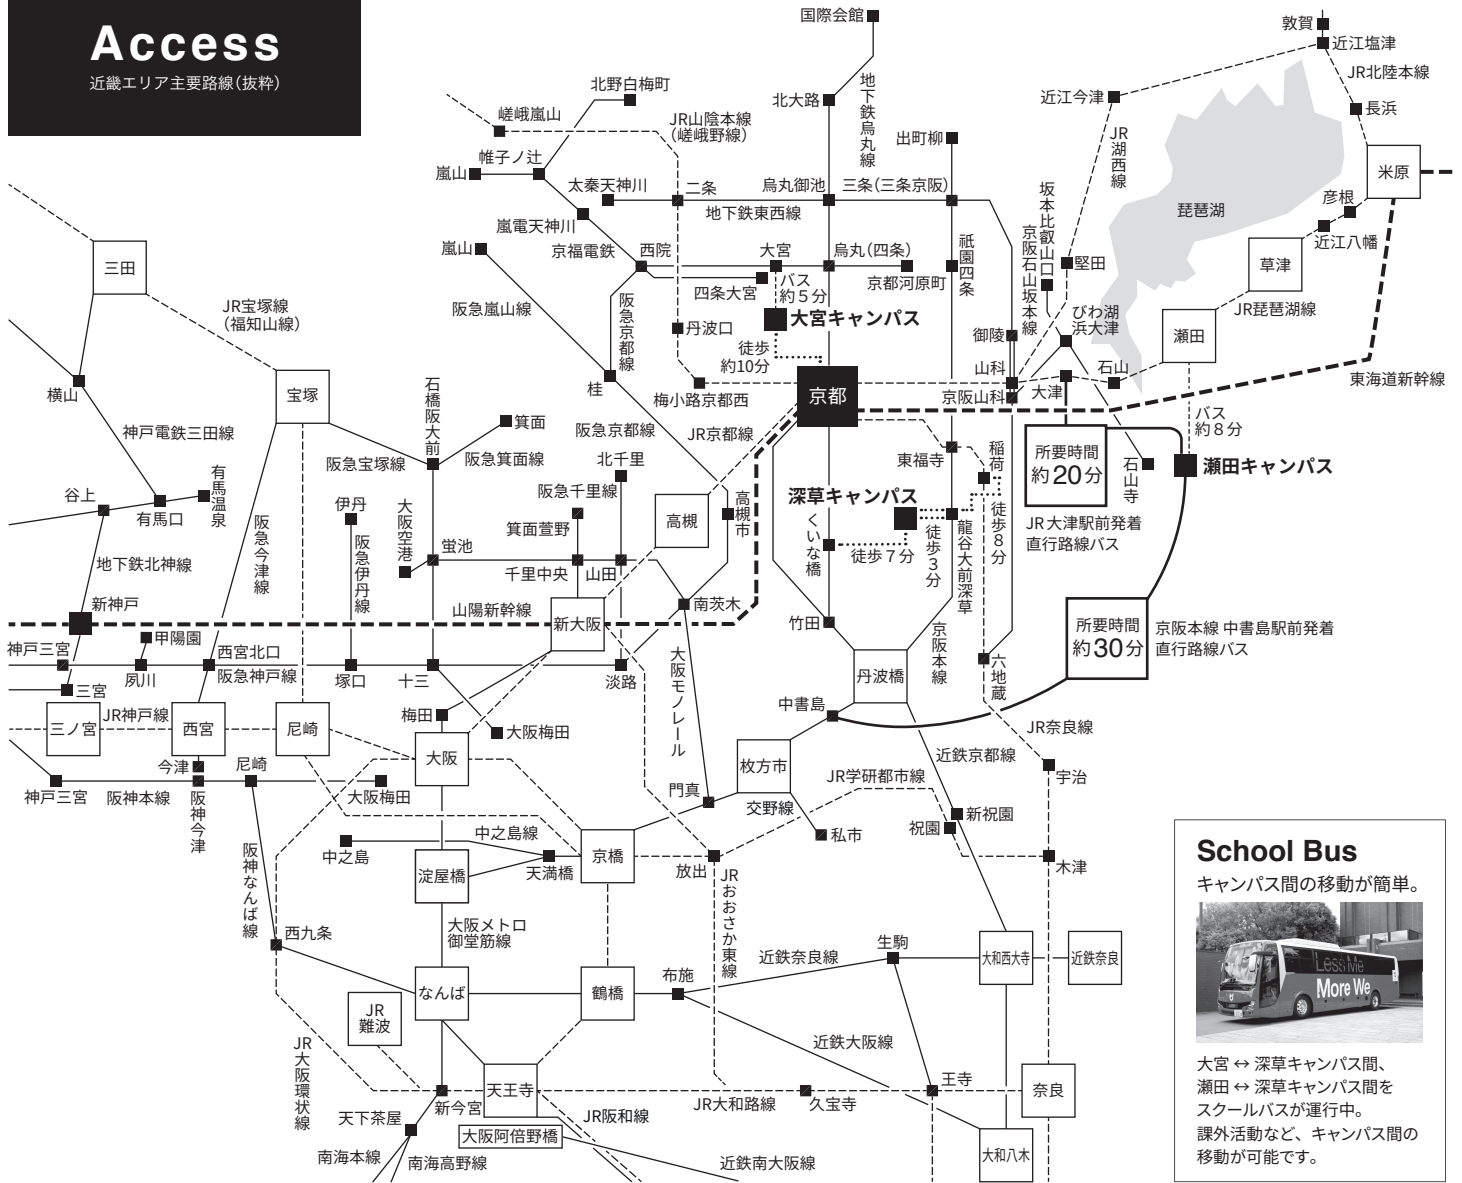 Access
近畿エリア主要路線(抜粋)
国際会館
敦賀
近江塩津
JR北陸本線
北野白梅町
北大路
地下鉄烏丸線
近江今津
長浜
嵯峨嵐山
JR山陰本線
(嵯峨野線)
出町柳
JR湖西線
帷子ノ辻
嵐山
太秦天神川
二条
烏丸御池
三条(三条京阪)
坂本比叡山口
米原
彦根
地下鉄東西線
琵琶湖
嵐電天神川
京阪石山坂本線
近江八幡
嵐山
京福電鉄
西院
大宮
烏丸(四条)
祇園四条
三田
堅田
草津
四条大宮
バス
約5分
京都河原町
JR宝塚線
(福知山線)
阪急嵐山線
阪急京都線
丹波口
大宮キャンパス
びわ湖
浜大津
JR琵琶湖線
御陵
瀬田
徒歩
約10分
山科
石山
横山
宝塚
石橋阪大前
桂
梅小路京都西
京都
京阪山科
大津
東海道新幹線
箕面
バス
約8分
神戸電鉄三田線
阪急京都線
JR京都線
阪急宝塚線
阪急箕面線
北千里
東福寺
稲荷
所要時間
約20分
石山寺
瀬田キャンパス
有馬温泉
谷上
有馬口
伊丹
大阪空港
阪急千里線
高槻市
深草キャンパス
JR大津駅前発着
直行路線バス
箕面萱野
高槻
くいな橋
徒歩8分
阪急今津線
阪急伊丹線
蛍池
徒歩7分
徒歩3分
龍谷大前深草
地下鉄北神線
千里中央
山田
新神戸
山陽新幹線
新大阪
南茨木
竹田
所要時間
約30分
京阪本線 中書島駅前発着
直行路線バス
神戸三宮
甲陽園
西宮北口
京阪本線
夙川
阪急神戸線
塚口
十三
淡路
大阪モノレール
丹波橋
六地蔵
三宮
JR神戸線
梅田
中書島
三ノ宮
西宮
尼崎
大阪梅田
JR奈良線
大阪
枚方市
近鉄京都線
今津
尼崎
JR学研都市線
宇治
神戸三宮
阪神本線
阪神今津
大阪梅田
門真
交野線
新祝園
私市
祝園
中之島線
School Bus
中之島
京橋
阪神なんば線
淀屋橋
天満橋
放出
木津
キャンパス間の移動が簡単。
JRおおさか東線
大阪メトロ
御堂筋線
西九条
生駒
近鉄奈良線
大和西大寺
近鉄奈良
Less Me
More We
布施
なんば
鶴橋
JR
難波
近鉄大阪線
JR大阪環状線
大宮 ↔ 深草キャンパス間、
瀬田 ↔ 深草キャンパス間を
スクールバスが運行中。
課外活動など、キャンパス間の
移動が可能です。
王寺
天王寺
奈良
新今宮
JR大和路線
久宝寺
天下茶屋
JR阪和線
大阪阿倍野橋
南海本線
南海高野線
近鉄南大阪線
大和八木